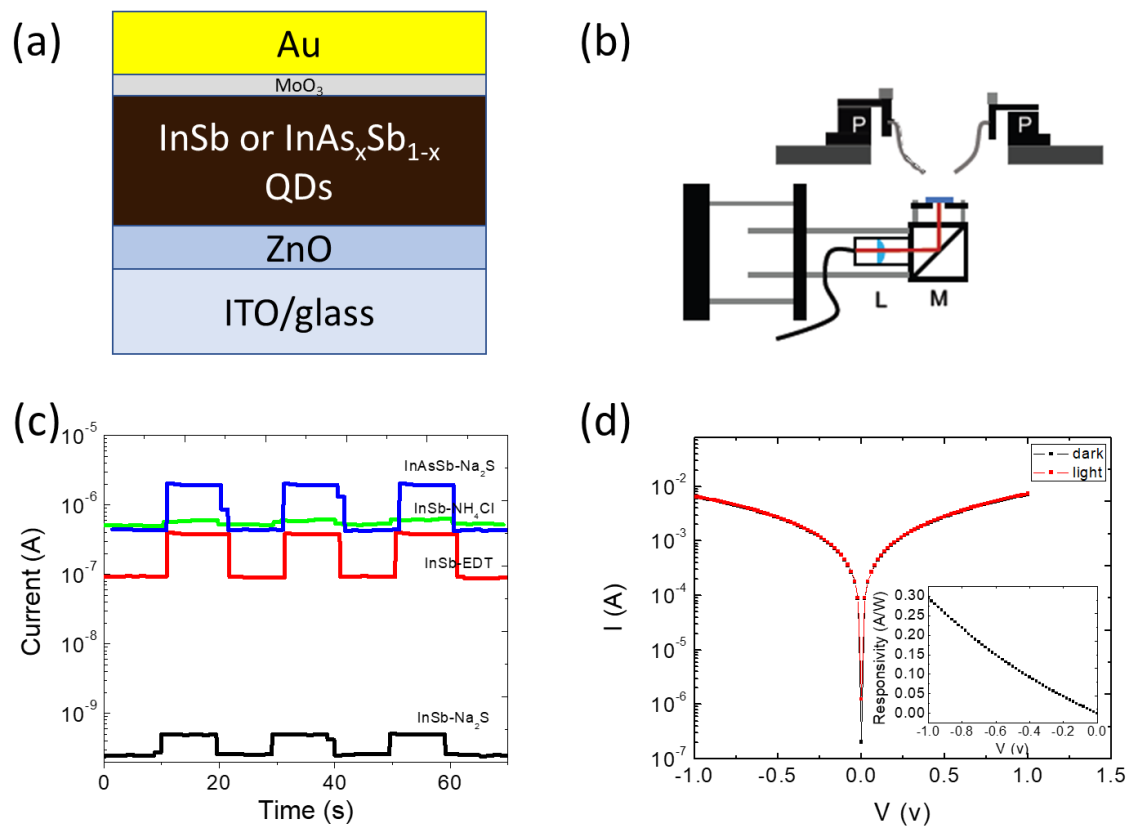 (a)
Au
MoO₃
InSb or InAsₓSb₁₋ₓ
QDs
ZnO
ITO/glass
(b)
P
P
L
M
(c)
10⁻⁵
10⁻⁶
10⁻⁷
10⁻⁸
10⁻⁹
Current (A)
InAsSb-Na₂S
InSb-NH₄Cl
InSb-EDT
InSb-Na₂S
0
20
40
60
Time (s)
(d)
dark
light
10⁻²
10⁻³
10⁻⁴
10⁻⁵
10⁻⁶
10⁻⁷
I (A)
-1.0
-0.5
0.0
0.5
1.0
1.5
V (v)
0.30
0.25
0.20
0.15
0.10
0.05
0.00
Responsivity (A/W)
-1.0
-0.8
-0.6
-0.4
-0.2
0.0
V (v)